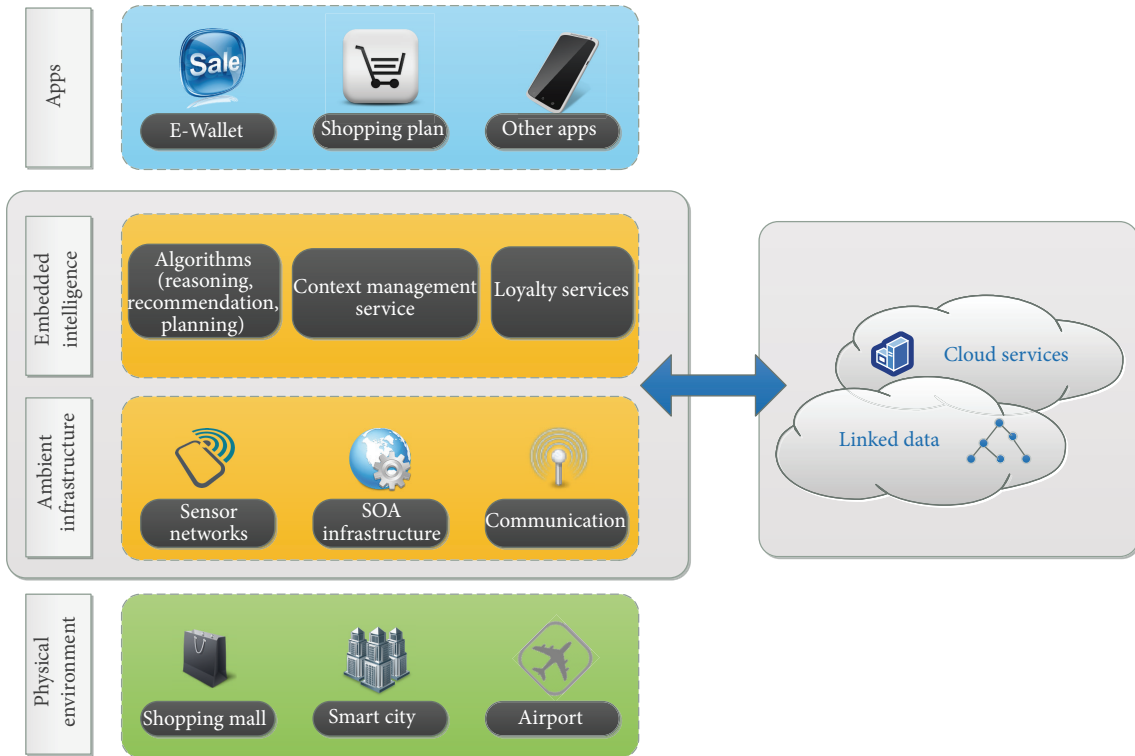 Apps
Sale
E-Wallet
Shopping plan
Other apps
Embedded
intelligence
Algorithms
(reasoning,
recommendation,
planning)
Context management
service
Loyalty services
Ambient
infrastructure
Sensor
networks
SOA
infrastructure
Communication
Physical
environment
Shopping mall
Smart city
Airport
Cloud services
Linked data